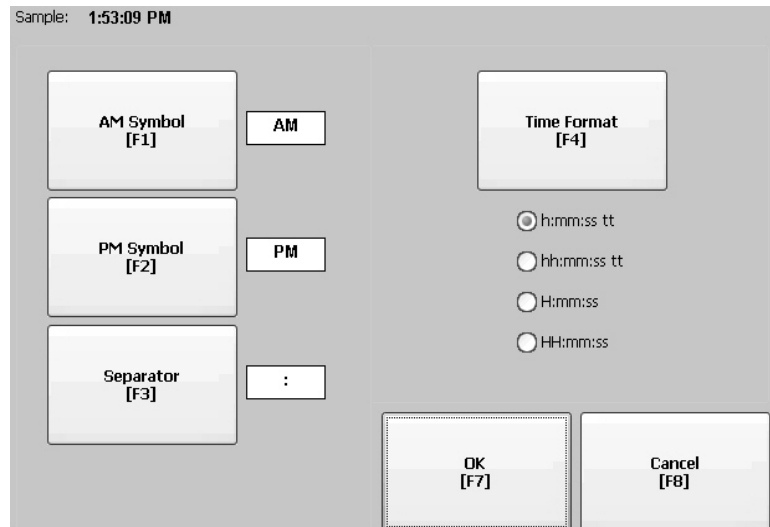 Sample: 1:53:09 PM
AM Symbol
[F1]
AM
Time Format
[F4]
PM Symbol
[F2]
PM
h:mm:ss tt
hh:mm:ss tt
H:mm:ss
HH:mm:ss
Separator
[F3]
:
OK
[F7]
Cancel
[F8]